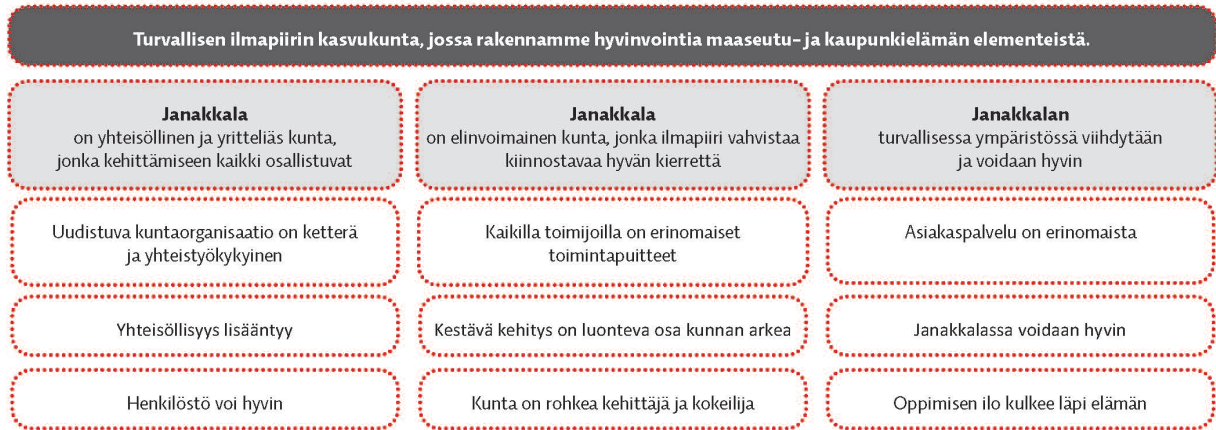 Turvallisen ilmapiirin kasvukunta, jossa rakennamme hyvinvointia maaseutu- ja kaupunkielämän elementeistä.
Janakkala
on yhteisöllinen ja yritteliäs kunta,
jonka kehittämiseen kaikki osallistuvat
Janakkala
on elinvoimainen kunta, jonka ilmapiiri vahvistaa
kiinnostavaa hyvän kierrettä
Janakkalan
turvallisessa ympäristössä viihdytään
ja voidaan hyvin
Uudistuva kuntaorganisaatio on ketterä
ja yhteistyökykyinen
Kaikilla toimijoilla on erinomaiset
toimintapuitteet
Asiakaspalvelu on erinomaista
Yhteisöllisyys lisääntyy
Kestävä kehitys on luonteva osa kunnan arkea
Janakkalassa voidaan hyvin
Henkilöstö voi hyvin
Kunta on rohkea kehittäjä ja kokeilija
Oppimisen ilo kulkee läpi elämän